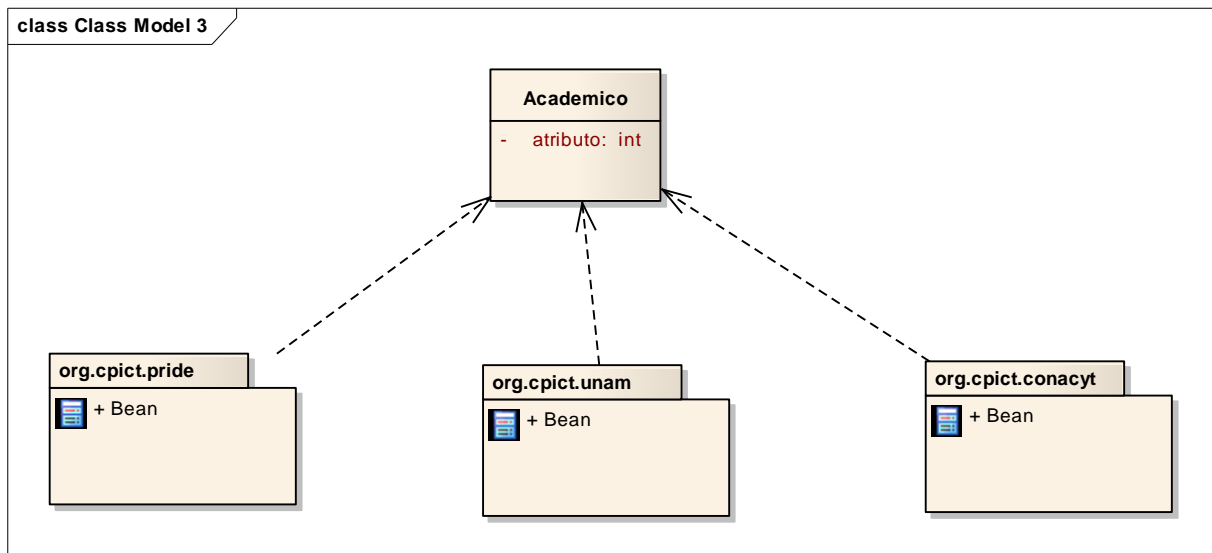 class Class Model 3
Academico
- atributo: int
org.cpict.pride
+ Bean
org.cpict.unam
+ Bean
org.cpict.conacyt
+ Bean